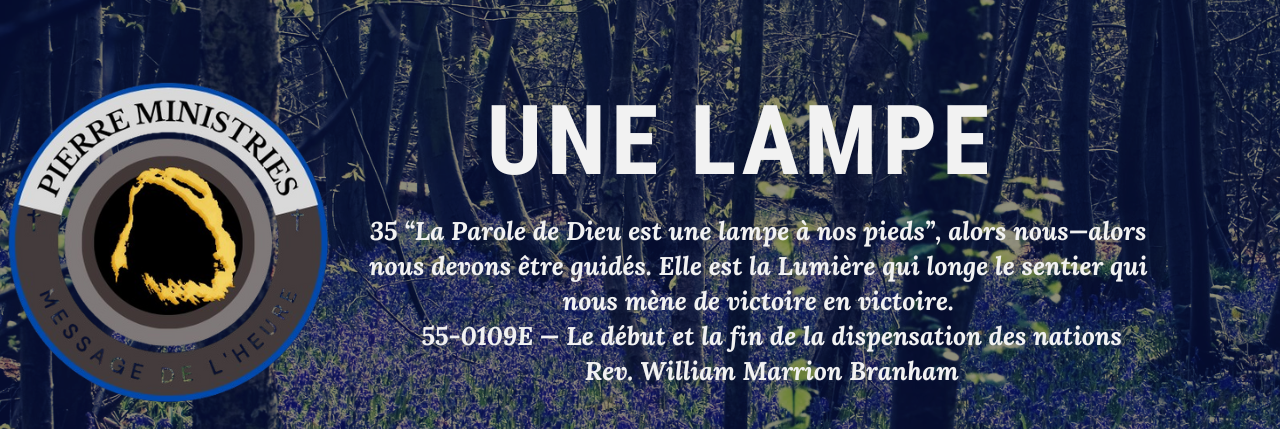 PIERRE MINISTRIES
MESSAGE DE L'HEURE
UNE LAMPE
35 “La Parole de Dieu est une lampe à nos pieds”, alors nous—alors
nous devons être guidés. Elle est la Lumière qui longe le sentier qui
nous mène de victoire en victoire.
55-0109E — Le début et la fin de la dispensation des nations
Rev. William Marrion Branham